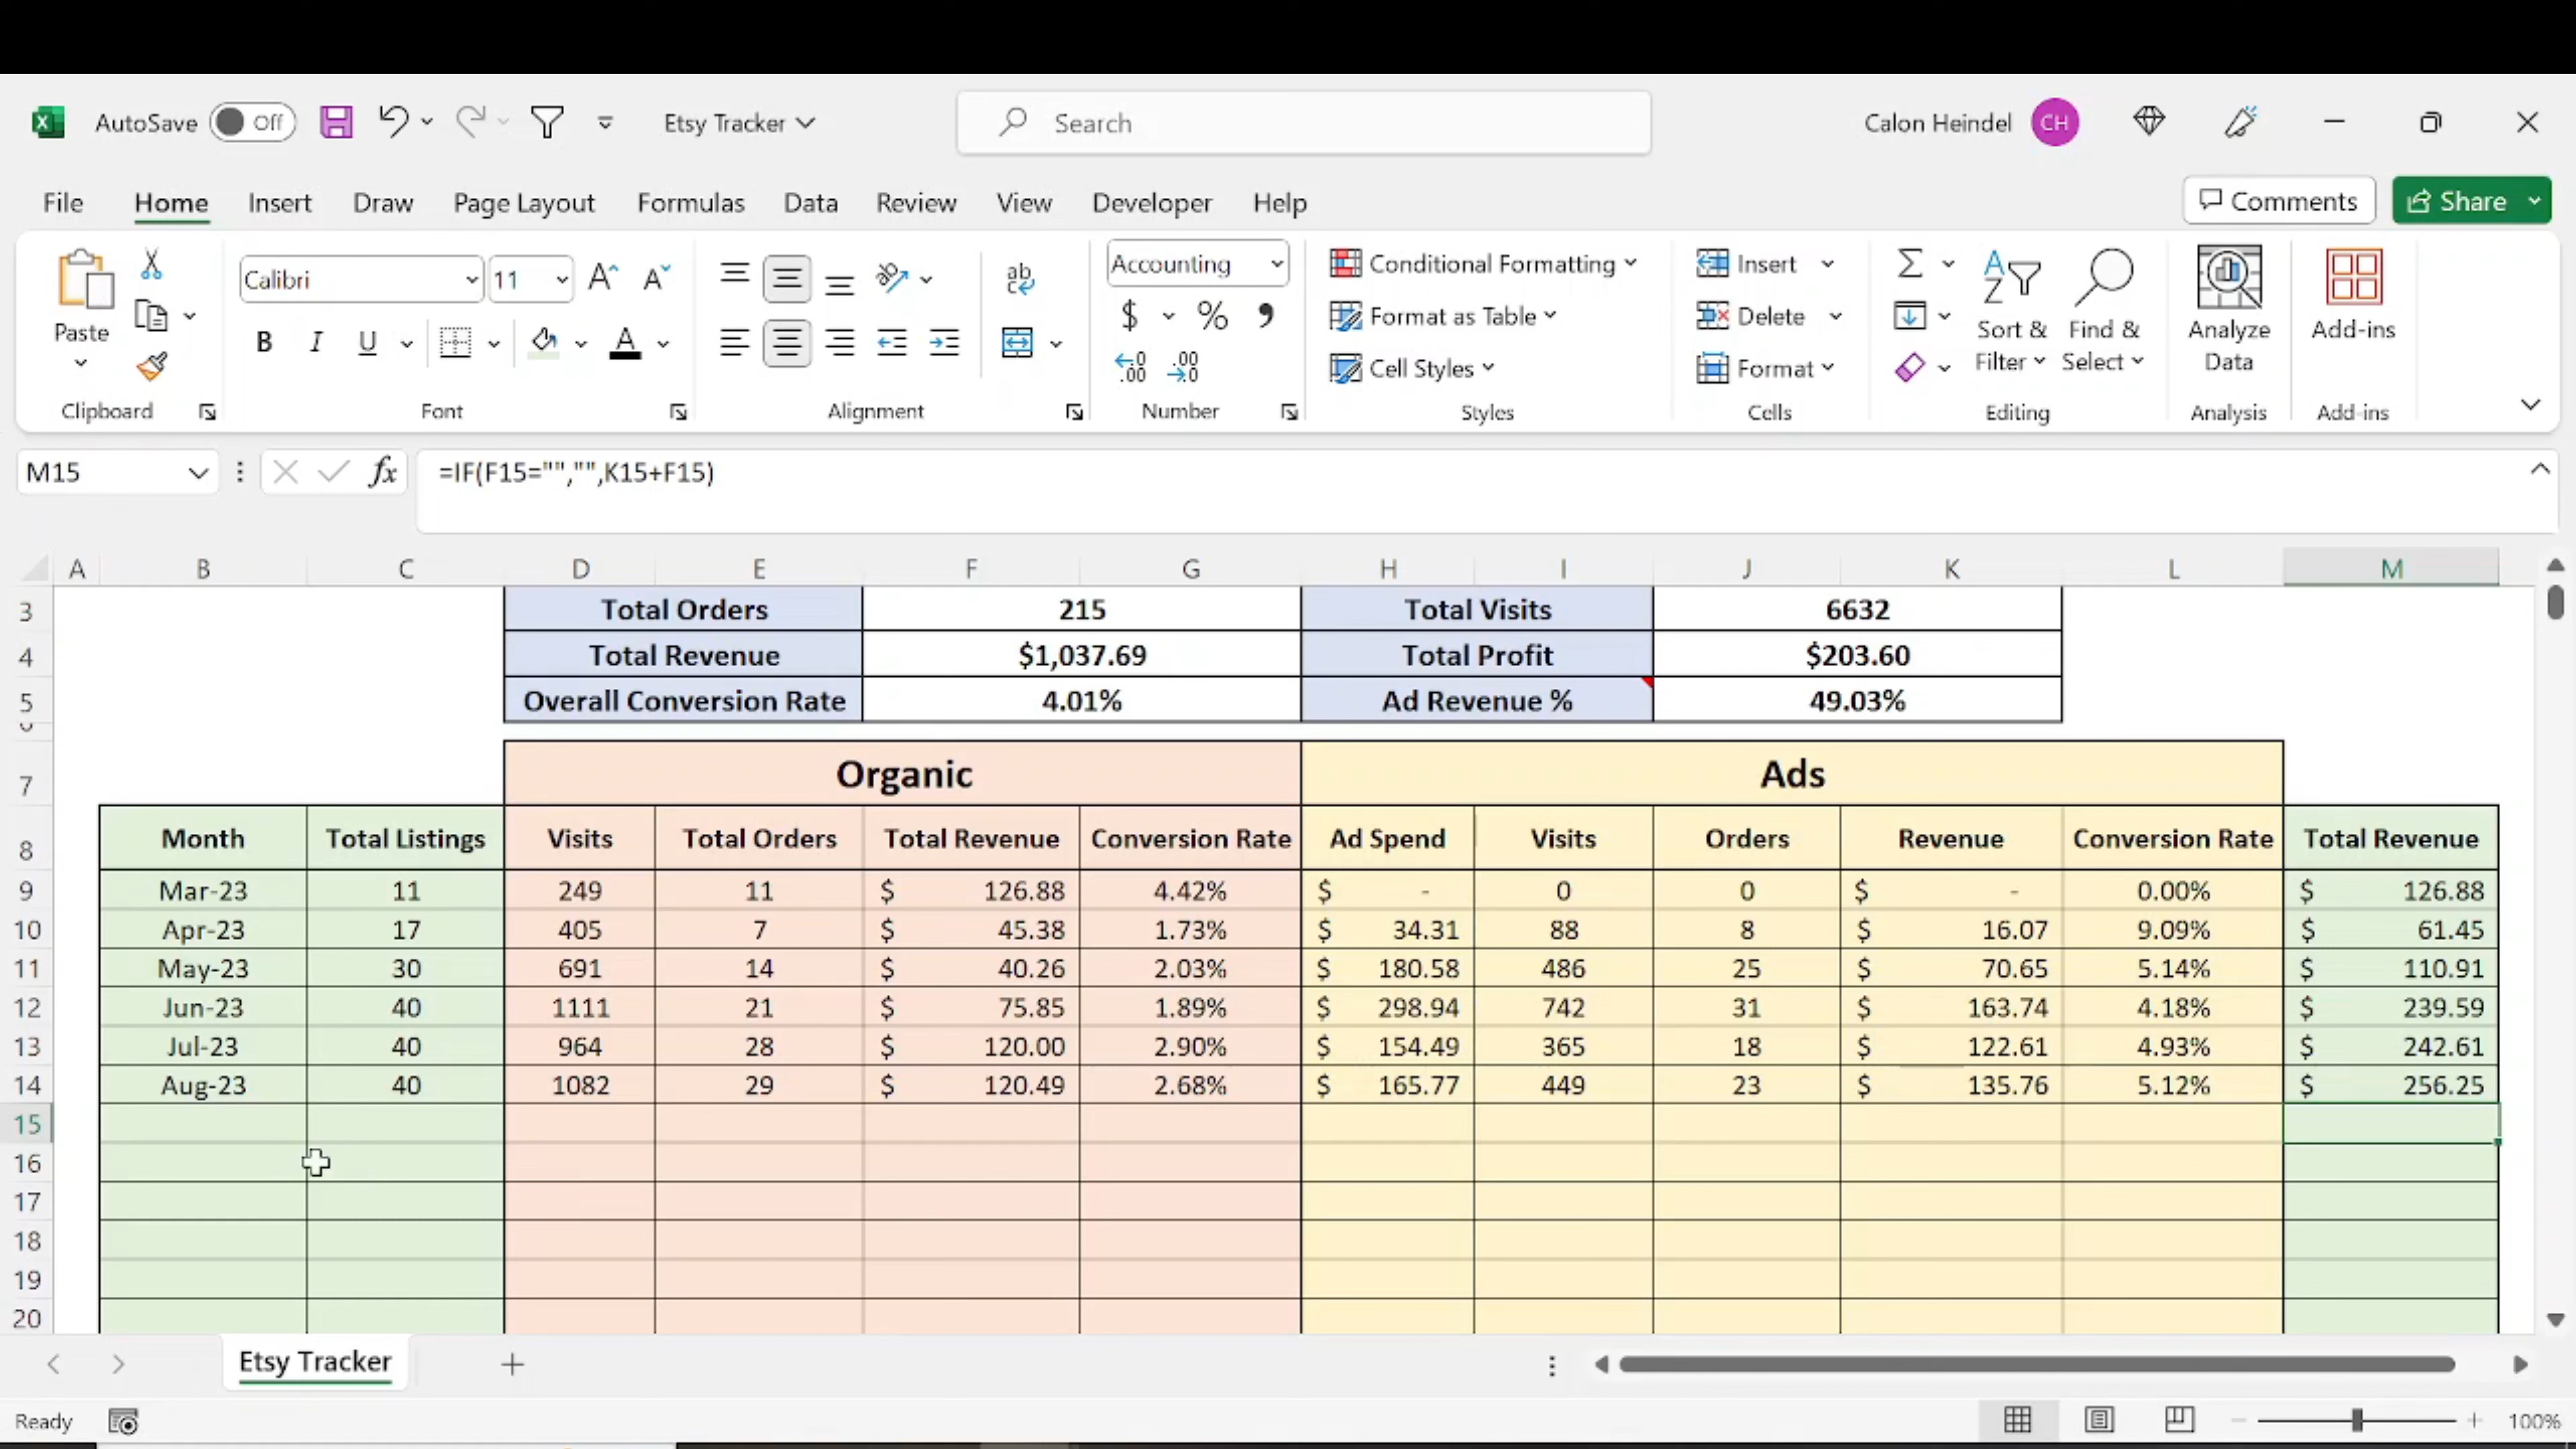 AutoSave Off Etsy Tracker Search Calon Heindel CH
File Home Insert Draw Page Layout Formulas Data Review View Developer Help Comments Share
Paste Calibri 11 Accounting Conditional Formatting Insert Sort & Filter Find & Select Analyze Data Add-ins
B I U $ % Format as Table Delete
Cell Styles Format
Clipboard Font Alignment Number Styles Cells Editing Analysis Add-ins
M15 fx =IF(F15="","",K15+F15)
A B C D E F G H I J K L M
3 Total Orders 215 Total Visits 6632
4 Total Revenue $1,037.69 Total Profit $203.60
5 Overall Conversion Rate 4.01% Ad Revenue % 49.03%
7 Organic Ads
8 Month Total Listings Visits Total Orders Total Revenue Conversion Rate Ad Spend Visits Orders Revenue Conversion Rate Total Revenue
9 Mar-23 11 249 11 $ 126.88 4.42% $ - 0 0 $ - 0.00% $ 126.88
10 Apr-23 17 405 7 $ 45.38 1.73% $ 34.31 88 8 $ 16.07 9.09% $ 61.45
11 May-23 30 691 14 $ 40.26 2.03% $ 180.58 486 25 $ 70.65 5.14% $ 110.91
12 Jun-23 40 1111 21 $ 75.85 1.89% $ 298.94 742 31 $ 163.74 4.18% $ 239.59
13 Jul-23 40 964 28 $ 120.00 2.90% $ 154.49 365 18 $ 122.61 4.93% $ 242.61
14 Aug-23 40 1082 29 $ 120.49 2.68% $ 165.77 449 23 $ 135.76 5.12% $ 256.25
15
16
17
18
19
20
Etsy Tracker
Ready 100%